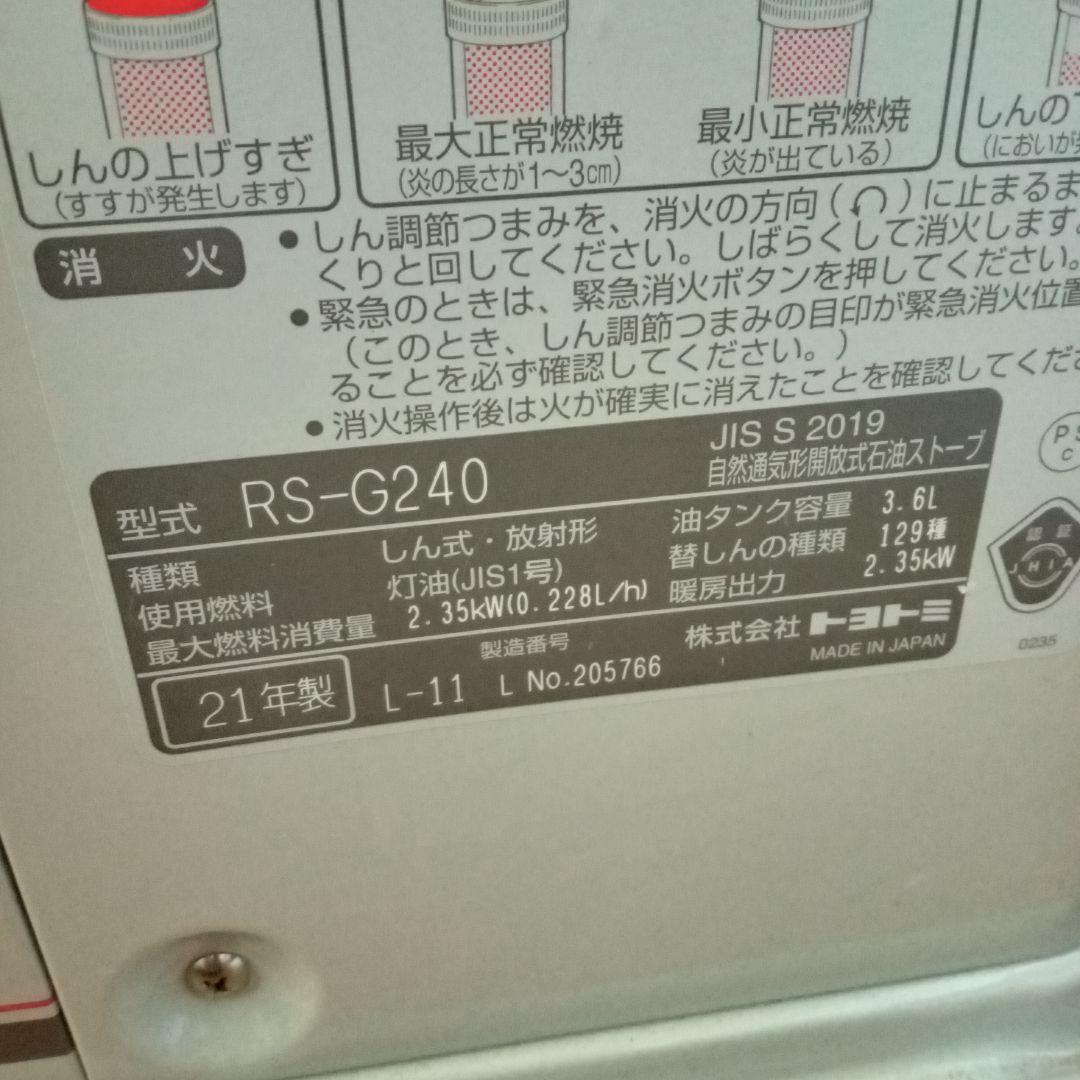 しんの上げすぎ
(すすが発生します)
最大正常燃焼
(炎の長さが1〜3cm)
最小正常燃焼
(炎が出ている)
しんの
(においが
消 火
●しん調節つまみを、消火の方向( )に止まるま
くりと回してください。しばらくして消火します。
●緊急のときは、緊急消火ボタンを押してください。
(このとき、しん調節つまみの目印が緊急消火位置
ることを必ず確認してください。)
●消火操作後は火が確実に消えたことを確認してくだ
型式 RS-G240
JIS S 2019
自然通気形開放式石油ストーブ
種類 しん式・放射形
使用燃料 灯油(JIS1号)
最大燃料消費量 2.35kW(0.228L/h)
油タンク容量 3.6L
替しんの種類 129種
暖房出力 2.35kW
21年製
L-11
製造番号
L No.205766
株式会社トヨトミ
MADE IN JAPAN
PS
C
認証
JHIA
0235